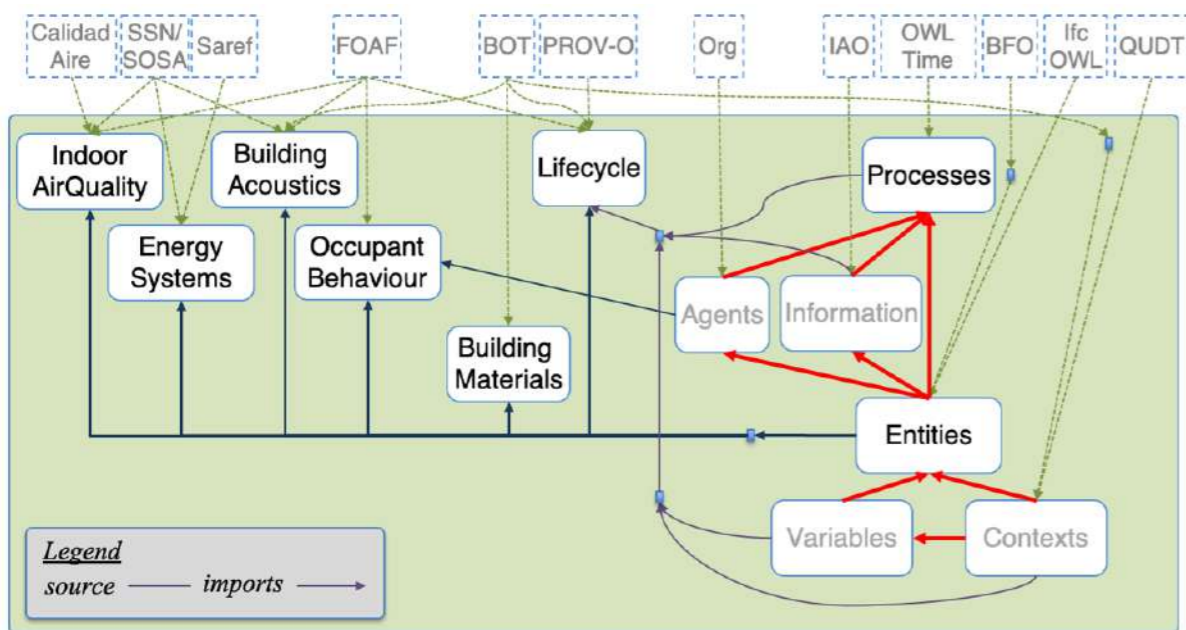 Calidad
Aire
SSN/
SOSA
Saref
FOAF
BOT
PROV-O
Org
IAO
OWL
Time
BFO
Ifc
OWL
QUDT
Indoor
AirQuality
Building
Acoustics
Lifecycle
Processes
Energy
Systems
Occupant
Behaviour
Agents
Information
Building
Materials
Entities
Variables
Contexts
Legend
source imports